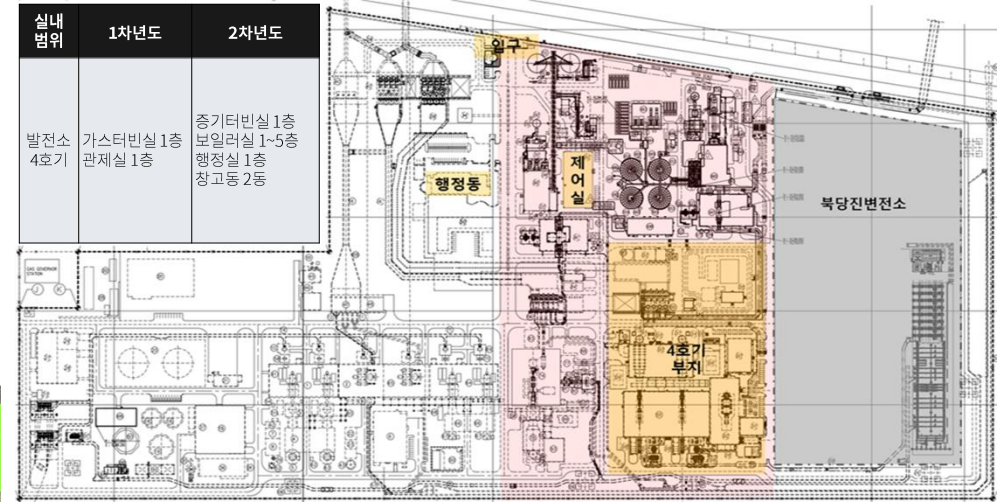 실내
범위
1차년도
2차년도
발전소
4호기
가스터빈실 1층
관제실 1층
증기터빈실 1층
보일러실 1~5층
행정실 1층
창고동 2동
입구
행정동
제
어
실
북당진변전소
4호기
부지
GAS GOVERNOR
STATION